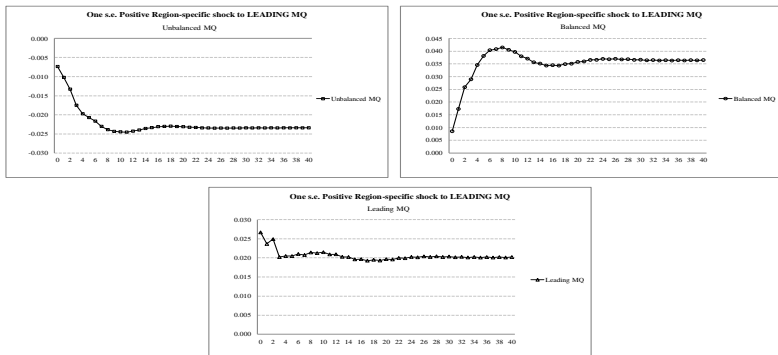 One s.e. Positive Region-specific shock to LEADING MQ
Unbalanced MQ
0.000
-0.005
-0.010
-0.015
-0.020
-0.025
-0.030
Unbalanced MQ
0 2 4 6 8 10 12 14 16 18 20 22 24 26 28 30 32 34 36 38 40
One s.e. Positive Region-specific shock to LEADING MQ
Balanced MQ
0.045
0.040
0.035
0.030
0.025
0.020
0.015
0.010
0.005
0.000
Balanced MQ
0 2 4 6 8 10 12 14 16 18 20 22 24 26 28 30 32 34 36 38 40
One s.e. Positive Region-specific shock to LEADING MQ
Leading MQ
0.030
0.025
0.020
0.015
0.010
0.005
0.000
Leading MQ
0 2 4 6 8 10 12 14 16 18 20 22 24 26 28 30 32 34 36 38 40